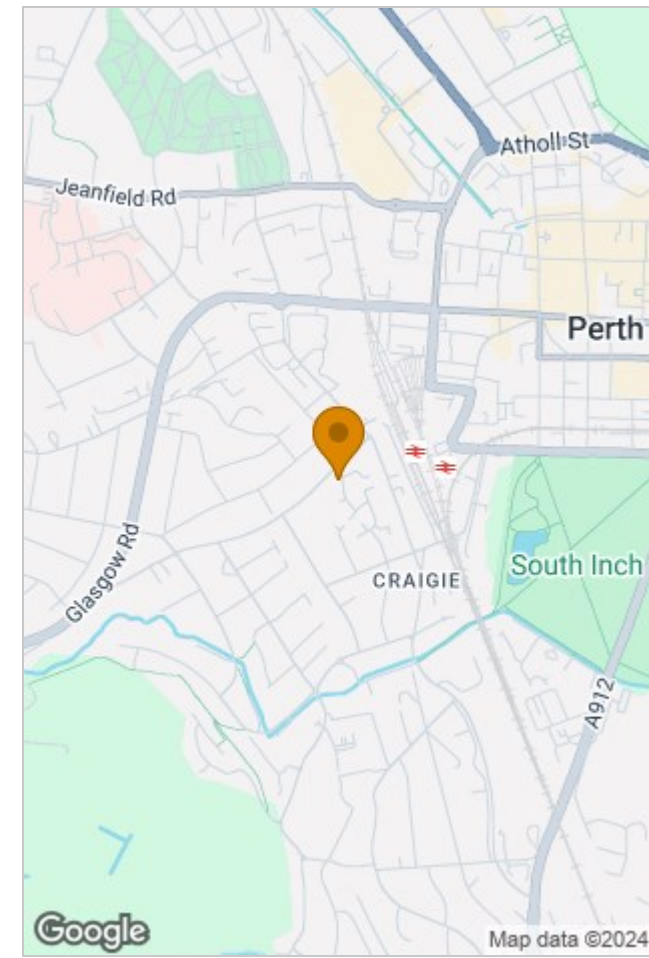 Atholl St
Jeanfield Rd
Perth
South Inch
CRAIGIE
Glasgow Rd
A912
Google
Map data ©2024